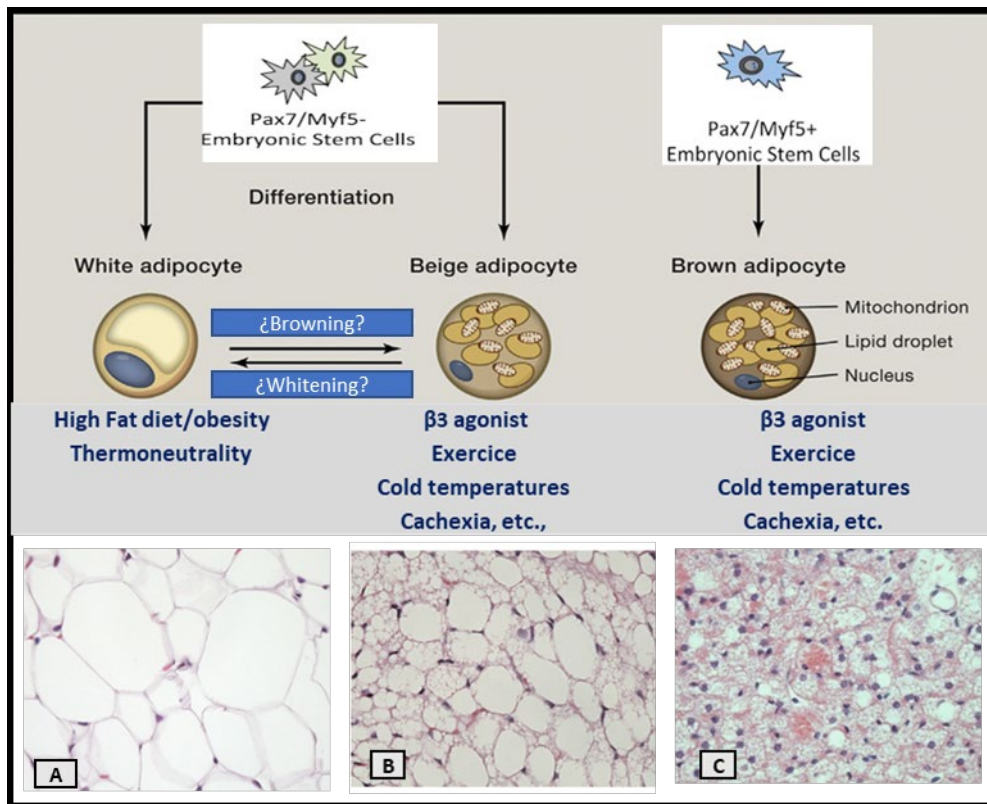 Pax7/Myf5-
Embryonic Stem Cells
Pax7/Myf5+
Embryonic Stem Cells
Differentiation
White adipocyte
Beige adipocyte
Brown adipocyte
¿Browning?
¿Whitening?
Mitochondrion
Lipid droplet
Nucleus
High Fat diet/obesity
Thermoneutrality
β3 agonist
Exercice
Cold temperatures
Cachexia, etc.,
β3 agonist
Exercice
Cold temperatures
Cachexia, etc.
A
B
C